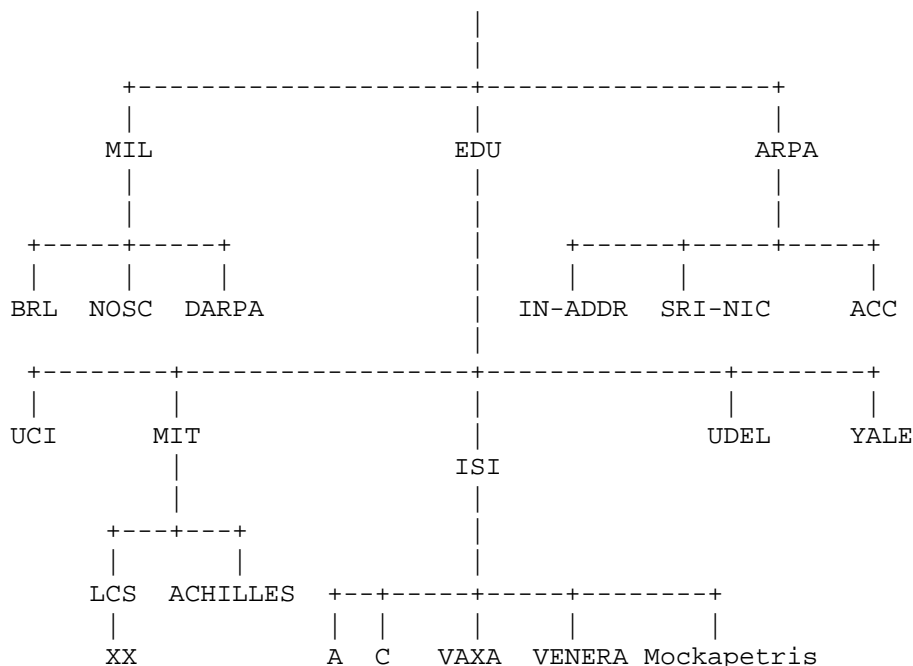 MIL EDU ARPA
BRL NOSC DARPA IN-ADDR SRI-NIC ACC
UCI MIT UDEL YALE
ISI
LCS ACHILLES
XX A C VAXA VENERA Mockapetris